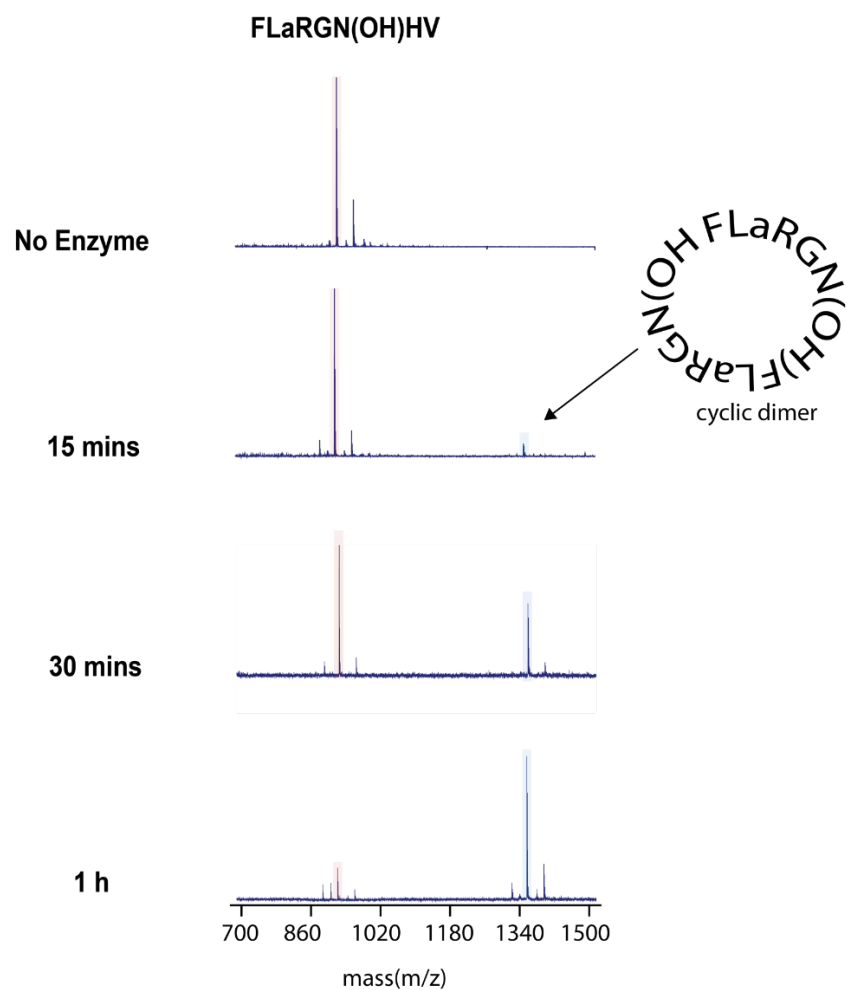 FLaRGN(OH)HV
No Enzyme
FLaRGN(OH)FLaRGN(OH
cyclic dimer
15 mins
30 mins
1 h
700 860 1020 1180 1340 1500
mass(m/z)